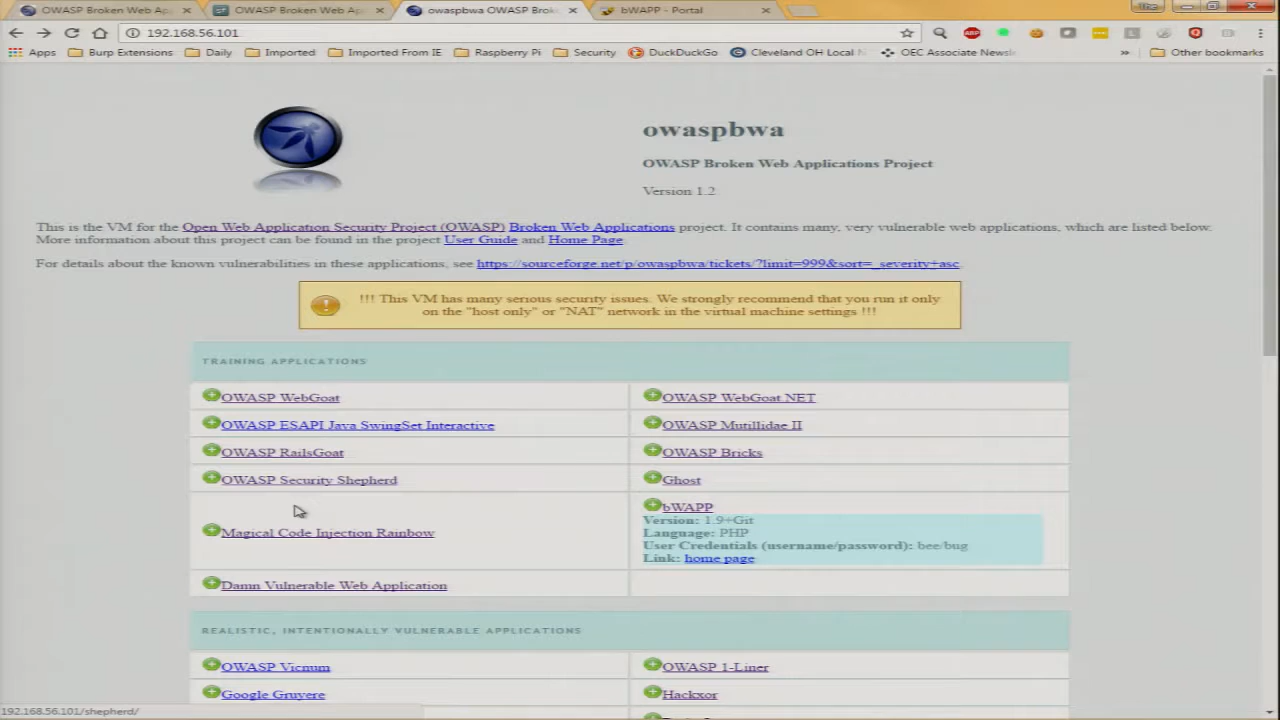 OWASP Broken Web Ap
OWASP Broken Web Ap
owaspbwa OWASP Brok
bWAPP - Portal
192.168.56.101
Apps
Burp Extensions
Daily
Imported
Imported From IE
Raspberry Pi
Security
DuckDuckGo
Cleveland OH Local N
OEC Associate Newsl
»
Other bookmarks
owaspbwa
OWASP Broken Web Applications Project
Version 1.2
This is the VM for the Open Web Application Security Project (OWASP) Broken Web Applications project. It contains many, very vulnerable web applications, which are listed below.
More information about this project can be found in the project User Guide and Home Page.
For details about the known vulnerabilities in these applications, see https://sourceforge.net/p/owaspbwa/tickets/?limit=999&sort=_severity+asc.
!!! This VM has many serious security issues. We strongly recommend that you run it only
on the "host only" or "NAT" network in the virtual machine settings !!!
TRAINING APPLICATIONS
OWASP WebGoat
OWASP WebGoat.NET
OWASP ESAPI Java SwingSet Interactive
OWASP Mutillidae II
OWASP RailsGoat
OWASP Bricks
OWASP Security Shepherd
Ghost
Magical Code Injection Rainbow
bWAPP
Version: 1.9+Git
Language: PHP
User Credentials (username/password): bee/bug
Link: home page
Damn Vulnerable Web Application
REALISTIC, INTENTIONALLY VULNERABLE APPLICATIONS
OWASP Vicnum
OWASP 1-Liner
Google Gruyere
Hackxor
192.168.56.101/shepherd/